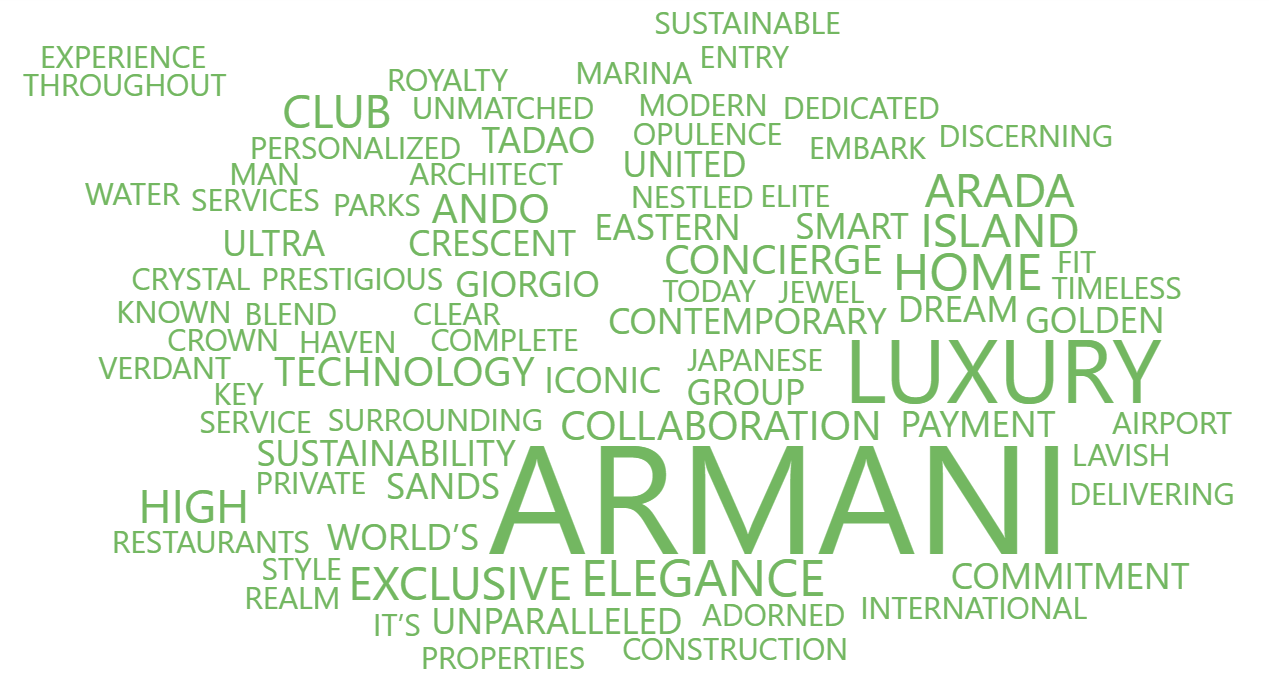 SUSTAINABLE
EXPERIENCE ENTRY
THROUGHOUT ROYALTY MARINA
CLUB UNMATCHED MODERN DEDICATED
PERSONALIZED TADAO OPULENCE EMBARK DISCERNING
MAN ARCHITECT UNITED
WATER SERVICES PARKS ANDO NESTLED ELITE ARADA
ULTRA CRESCENT EASTERN SMART ISLAND
CRYSTAL PRESTIGIOUS GIORGIO CONCIERGE HOME FIT
TODAY JEWEL TIMELESS
KNOWN BLEND CLEAR CONTEMPORARY DREAM GOLDEN
CROWN HAVEN COMPLETE
VERDANT TECHNOLOGY ICONIC JAPANESE LUXURY
KEY GROUP
SERVICE SURROUNDING COLLABORATION PAYMENT AIRPORT
SUSTAINABILITY LAVISH
PRIVATE SANDS ARMANI DELIVERING
HIGH
RESTAURANTS WORLD’S
STYLE EXCLUSIVE ELEGANCE COMMITMENT
REALM
IT’S UNPARALLELED ADORNED INTERNATIONAL
PROPERTIES CONSTRUCTION